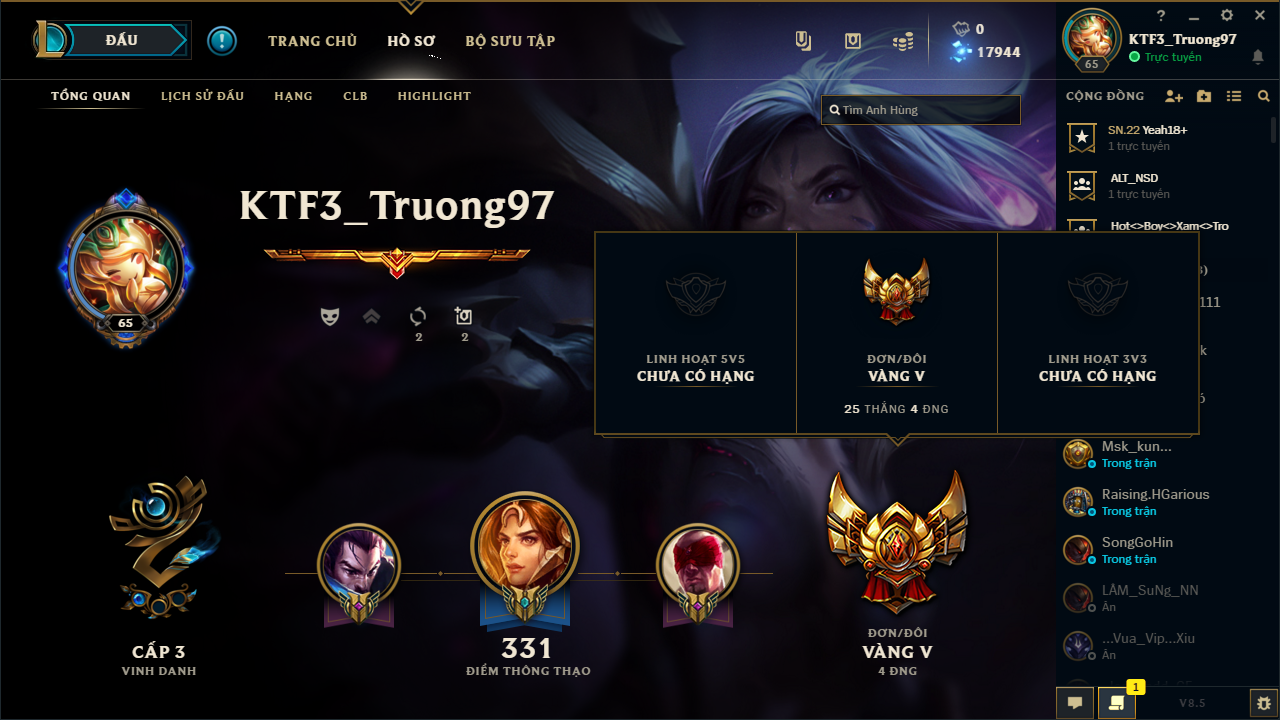 ĐẤU
!
TRANG CHỦ
HỒ SƠ
BỘ SƯU TẬP
0
17944
?
KTF3_Truong97
Trực tuyến
65
TỔNG QUAN
LỊCH SỬ ĐẤU
HẠNG
CLB
HIGHLIGHT
Tìm Anh Hùng
CỘNG ĐỒNG
SN.22 Yeah18+
1 trực tuyến
ALT_NSD
1 trực tuyến
Hot<>Boy<>Xam<>Tro
KTF3_Truong97
65
2
2
LINH HOẠT 5V5
CHƯA CÓ HẠNG
ĐƠN/ĐÔI
VÀNG V
25 THẮNG 4 ĐNG
LINH HOẠT 3V3
CHƯA CÓ HẠNG
3)
111
k
Msk_kun...
Trong trận
Raising.HGarious
Trong trận
SongGoHin
Trong trận
LẮM_SuNg_NN
Ẩn
...Vua_Vip...Xiu
Ẩn
CẤP 3
VINH DANH
331
ĐIỂM THÔNG THẠO
ĐƠN/ĐÔI
VÀNG V
4 ĐNG
1
V8.5